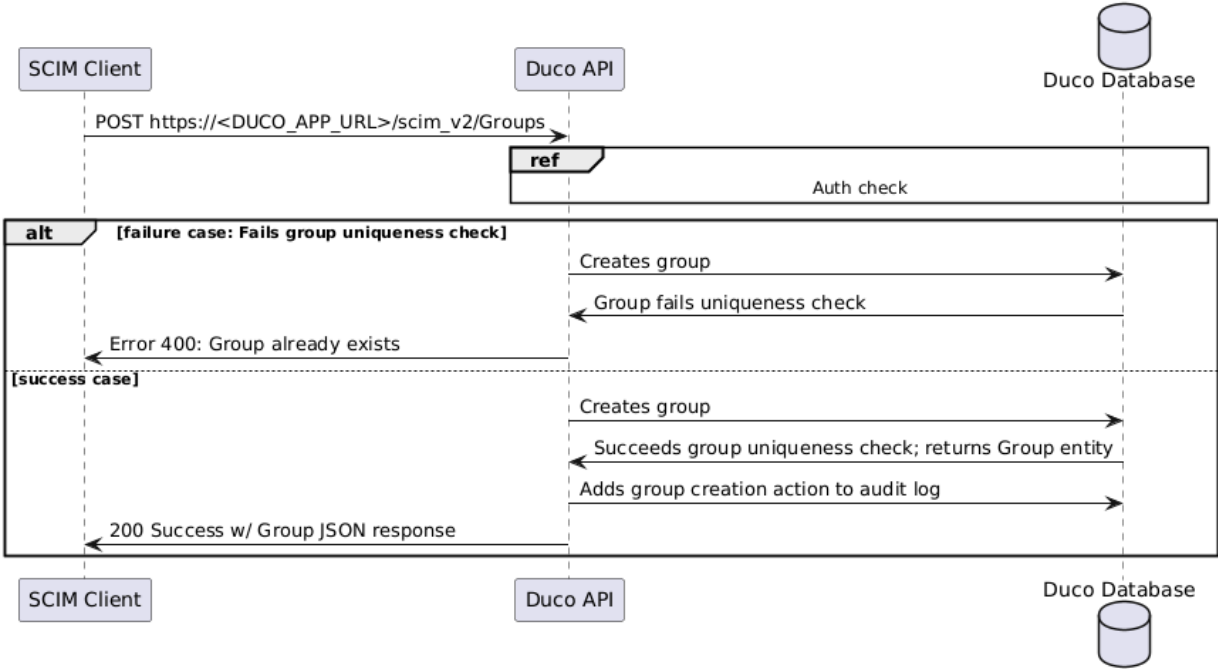 SCIM Client
Duco API
Duco Database
POST https://<DUCO_APP_URL>/scim_v2/Groups
ref
Auth check
alt
[failure case: Fails group uniqueness check]
Creates group
Group fails uniqueness check
Error 400: Group already exists
[success case]
Creates group
Succeeds group uniqueness check; returns Group entity
Adds group creation action to audit log
200 Success w/ Group JSON response
SCIM Client
Duco API
Duco Database